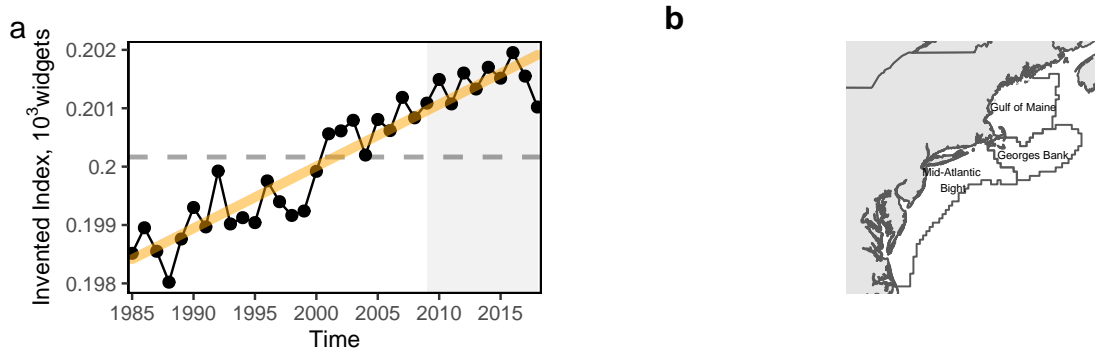 a
Invented Index, 10³widgets
0.202
0.201
0.2
0.199
0.198
1985 1990 1995 2000 2005 2010 2015
Time
b
Gulf of Maine
Georges Bank
Mid-Atlantic
Bight